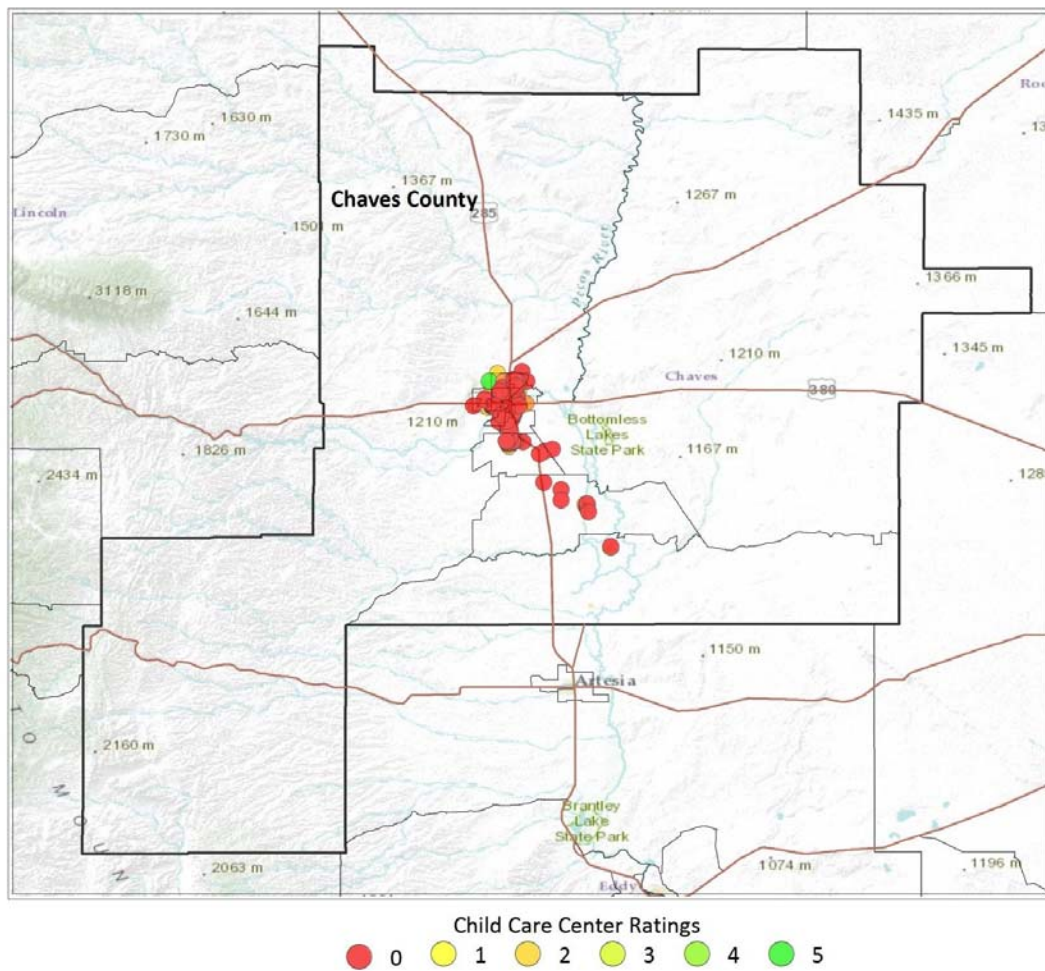 1435 m
Roo
1630 m
1730 m
1367 m
Chaves County
1267 m
Lincoln
285
1501 m
Pecos River
1366 m
3118 m
1644 m
1345 m
1210 m
Chaves
380
1210 m
Bottomless
Lakes
State Park
1826 m
1167 m
2434 m
128
1150 m
Artesia
T O
2160 m
M O U N
Brantley
Lake
State Park
2063 m
1074 m
1196 m
Eddy
Child Care Center Ratings
0 1 2 3 4 5